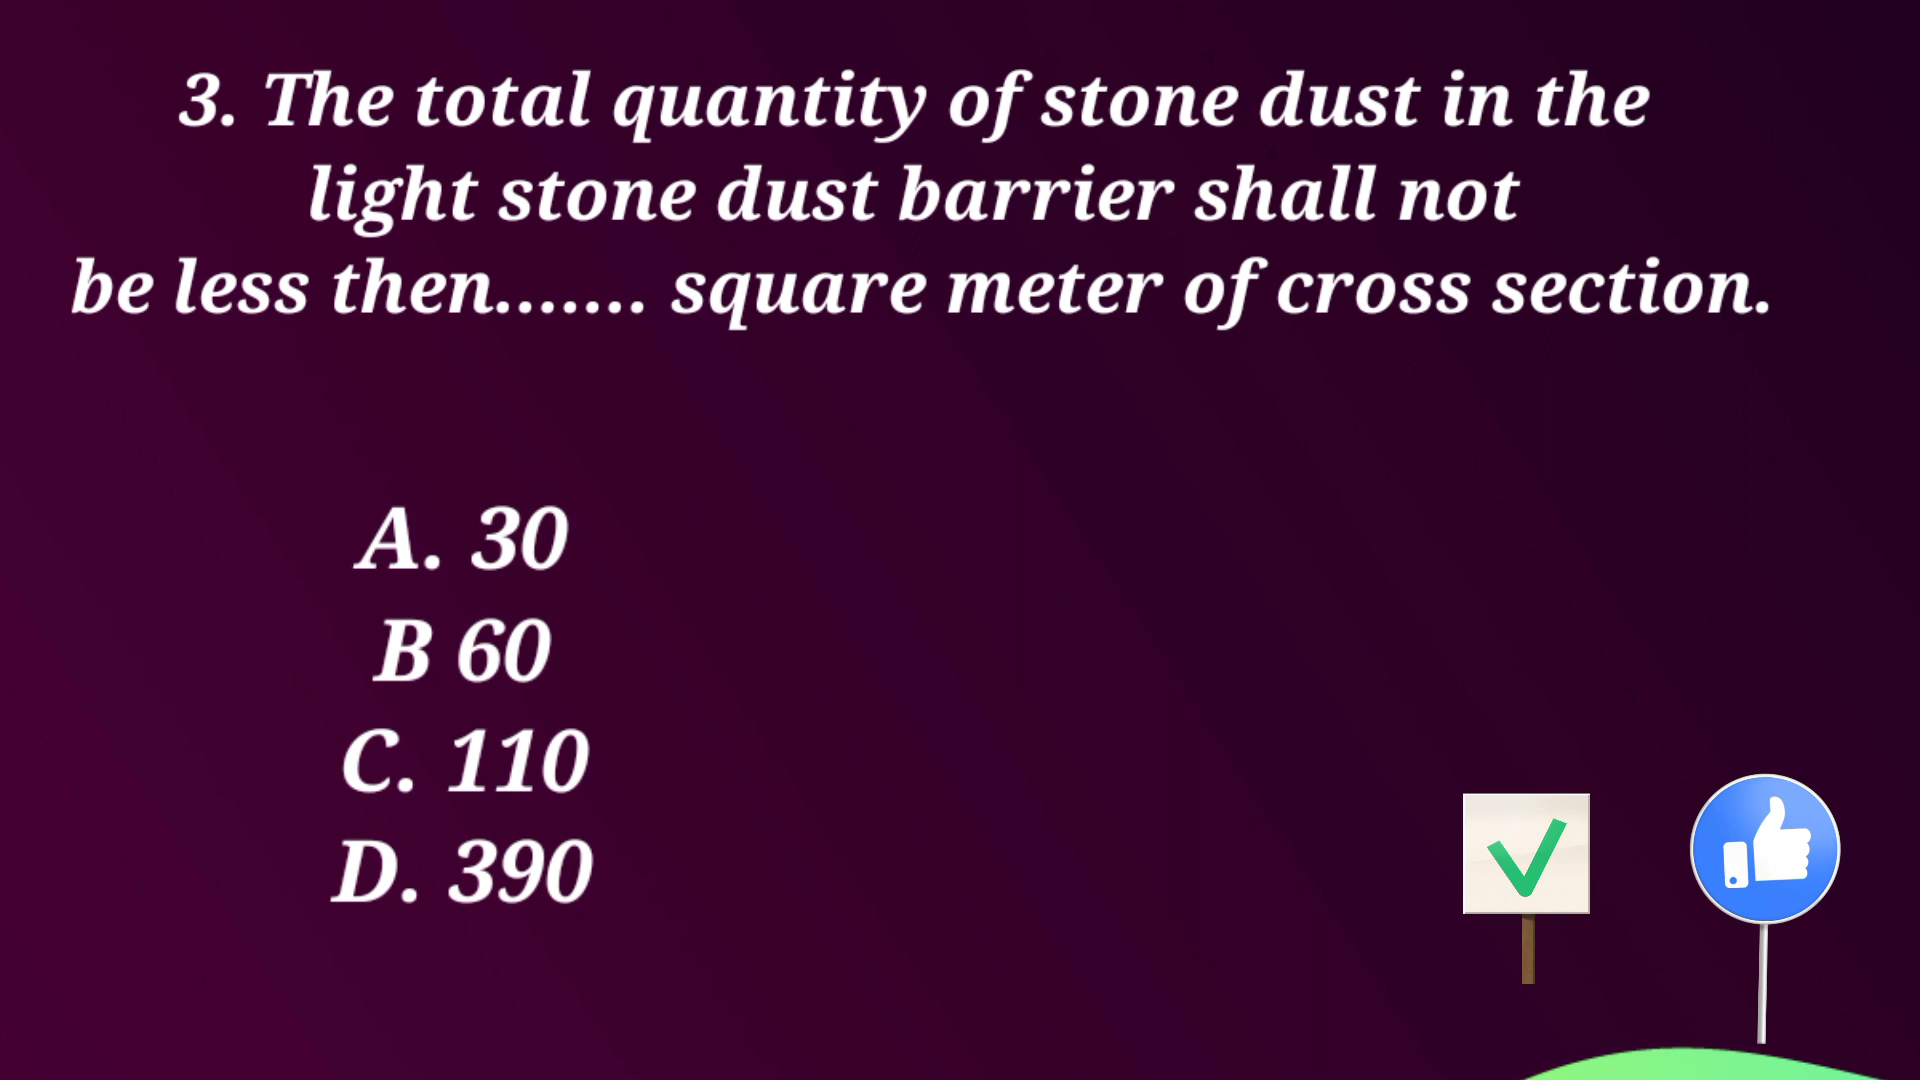 3. The total quantity of stone dust in the
light stone dust barrier shall not
be less then....... square meter of cross section.
A. 30
B 60
C. 110
D. 390